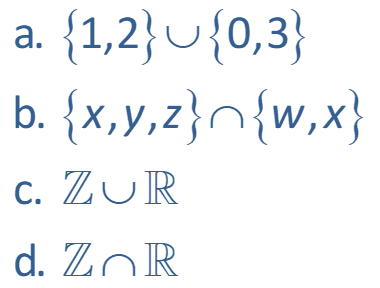 a. {1,2}∪{0,3}
b. {x,y,z}∩{w,x}
c. ℤ∪ℝ
d. ℤ∩ℝ